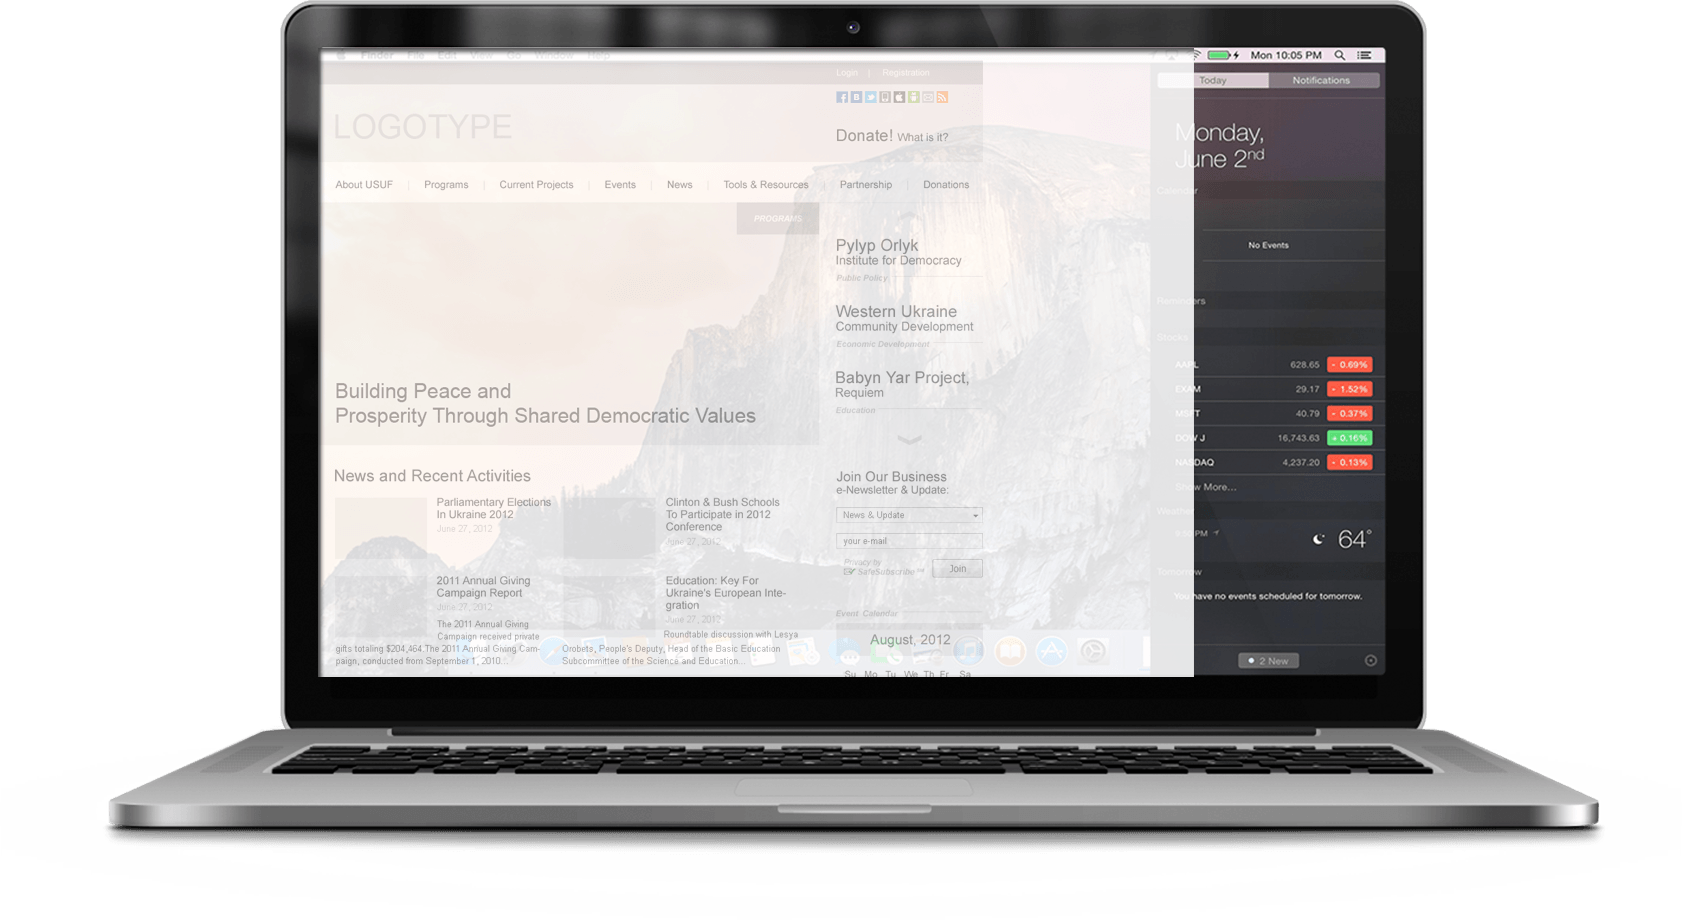 Finder File Edit View Go Window Help
Mon 10:05 PM
Login | Registration
LOGOTYPE
Donate! What is it?
About USUF | Programs | Current Projects | Events | News | Tools & Resources | Partnership | Donations
PROGRAMS
Pylyp Orlyk
Institute for Democracy
Public Policy
Western Ukraine
Community Development
Economic Development
Babyn Yar Project,
Requiem
Education
Building Peace and
Prosperity Through Shared Democratic Values
News and Recent Activities
Parliamentary Elections
In Ukraine 2012
June 27, 2012
Clinton & Bush Schools
To Participate in 2012
Conference
June 27, 2012
2011 Annual Giving
Campaign Report
June 27, 2012
The 2011 Annual Giving
Campaign received private
gifts totaling $204,464.The 2011 Annual Giving Cam-
paign, conducted from September 1, 2010...
Education: Key For
Ukraine's European Inte-
gration
June 27, 2012
Roundtable discussion with Lesya
Orobets, People's Deputy, Head of the Basic Education
Subcommittee of the Science and Education...
Join Our Business
e-Newsletter & Update:
News & Update
your e-mail
Privacy by
SafeSubscribe
Join
Event Calendar
August, 2012
Su Mo Tu We Th Fr Sa
Today Notifications
Monday,
June 2nd
Calendar
No Events
Reminders
Stocks
AAPL 628.65 - 0.69%
EXAM 29.17 - 1.52%
MSFT 40.79 - 0.37%
DOW J 16,743.63 + 0.16%
NASDAQ 4,237.20 - 0.13%
Show More...
Weather
PM
64°
Tomorrow
You have no events scheduled for tomorrow.
2 New